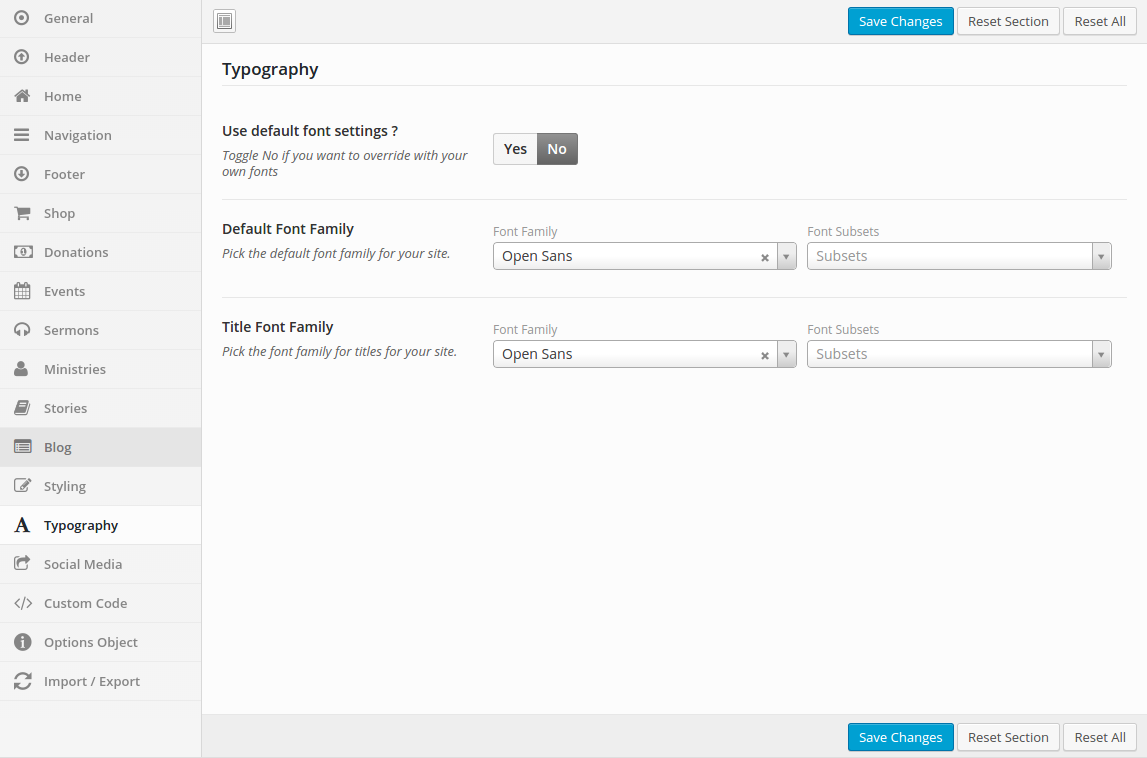 General
Header
Home
Navigation
Footer
Shop
Donations
Events
Sermons
Ministries
Stories
Blog
Styling
Typography
Social Media
Custom Code
Options Object
Import / Export
Save Changes Reset Section Reset All
Typography
Use default font settings ?
Toggle No if you want to override with your
own fonts
Yes No
Default Font Family
Pick the default font family for your site.
Font Family Font Subsets
Open Sans Subsets
Title Font Family
Pick the font family for titles for your site.
Font Family Font Subsets
Open Sans Subsets
Save Changes Reset Section Reset All